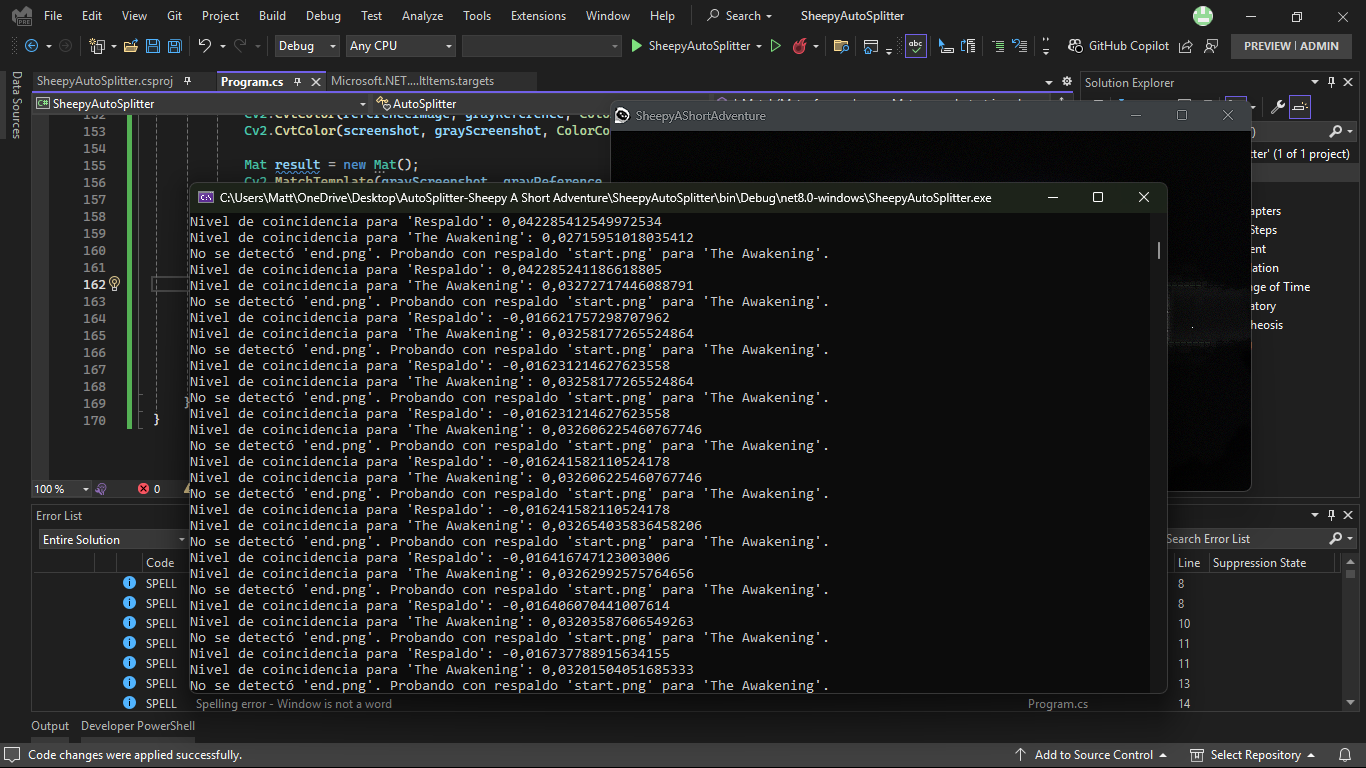 File Edit View Git Project Build Debug Test Analyze Tools Extensions Window Help Search SheepyAutoSplitter
Debug Any CPU SheepyAutoSplitter GitHub Copilot PREVIEW | ADMIN
Data Sources
SheepyAutoSplitter.csproj Program.cs Microsoft.NET....ItItems.targets
Solution Explorer
SheepyAutoSplitter AutoSplitter
SheepyAShortAdventure
153 Cv2.CvtColor(screenshot, grayScreenshot, ColorCo
tter' (1 of 1 project)
154
155 Mat result = new Mat();
156 Cv2.MatchTemplate(grayScreenshot, grayReference,
157
158
159
160
161
162
163
164
165
166
167
168
169 }
170 }
apters
Steps
ent
ation
nge of Time
atory
heosis
C:\Users\Matt\OneDrive\Desktop\AutoSplitter-Sheepy A Short Adventure\SheepyAutoSplitter\bin\Debug\net8.0-windows\SheepyAutoSplitter.exe
Nivel de coincidencia para 'Respaldo': 0,042285412549972534
Nivel de coincidencia para 'The Awakening': 0,02715951018035412
No se detectó 'end.png'. Probando con respaldo 'start.png' para 'The Awakening'.
Nivel de coincidencia para 'Respaldo': 0,042285241186618805
Nivel de coincidencia para 'The Awakening': 0,03272717446088791
No se detectó 'end.png'. Probando con respaldo 'start.png' para 'The Awakening'.
Nivel de coincidencia para 'Respaldo': -0,016621757298707962
Nivel de coincidencia para 'The Awakening': 0,03258177265524864
No se detectó 'end.png'. Probando con respaldo 'start.png' para 'The Awakening'.
Nivel de coincidencia para 'Respaldo': -0,016231214627623558
Nivel de coincidencia para 'The Awakening': 0,03258177265524864
No se detectó 'end.png'. Probando con respaldo 'start.png' para 'The Awakening'.
Nivel de coincidencia para 'Respaldo': -0,016231214627623558
Nivel de coincidencia para 'The Awakening': 0,032606225460767746
No se detectó 'end.png'. Probando con respaldo 'start.png' para 'The Awakening'.
Nivel de coincidencia para 'Respaldo': -0,016241582110524178
Nivel de coincidencia para 'The Awakening': 0,032606225460767746
No se detectó 'end.png'. Probando con respaldo 'start.png' para 'The Awakening'.
Nivel de coincidencia para 'Respaldo': -0,016241582110524178
Nivel de coincidencia para 'The Awakening': 0,032654035836458206
No se detectó 'end.png'. Probando con respaldo 'start.png' para 'The Awakening'.
Nivel de coincidencia para 'Respaldo': -0,016416747123003006
Nivel de coincidencia para 'The Awakening': 0,03262992575764656
No se detectó 'end.png'. Probando con respaldo 'start.png' para 'The Awakening'.
Nivel de coincidencia para 'Respaldo': -0,016406070441007614
Nivel de coincidencia para 'The Awakening': 0,03203587606549263
No se detectó 'end.png'. Probando con respaldo 'start.png' para 'The Awakening'.
Nivel de coincidencia para 'Respaldo': -0,016737788915634155
Nivel de coincidencia para 'The Awakening': 0,03201504051685333
No se detectó 'end.png'. Probando con respaldo 'start.png' para 'The Awakening'.
100 % 0
Error List
Entire Solution
Search Error List
Code
Line Suppression State
SPELL 8
SPELL 8
SPELL 10
SPELL 11
SPELL 11
SPELL 13
SPELL 14
Spelling error - Window is not a word Program.cs
Output Developer PowerShell
Code changes were applied successfully. Add to Source Control Select Repository